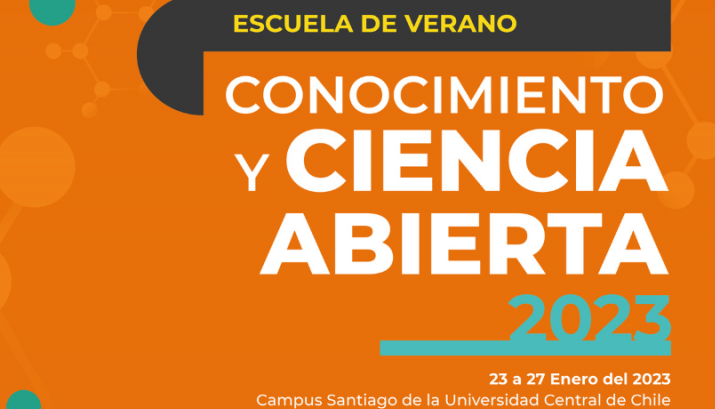 ESCUELA DE VERANO
CONOCIMIENTO
Y CIENCIA
ABIERTA
2023
23 a 27 Enero del 2023
Campus Santiago de la Universidad Central de Chile